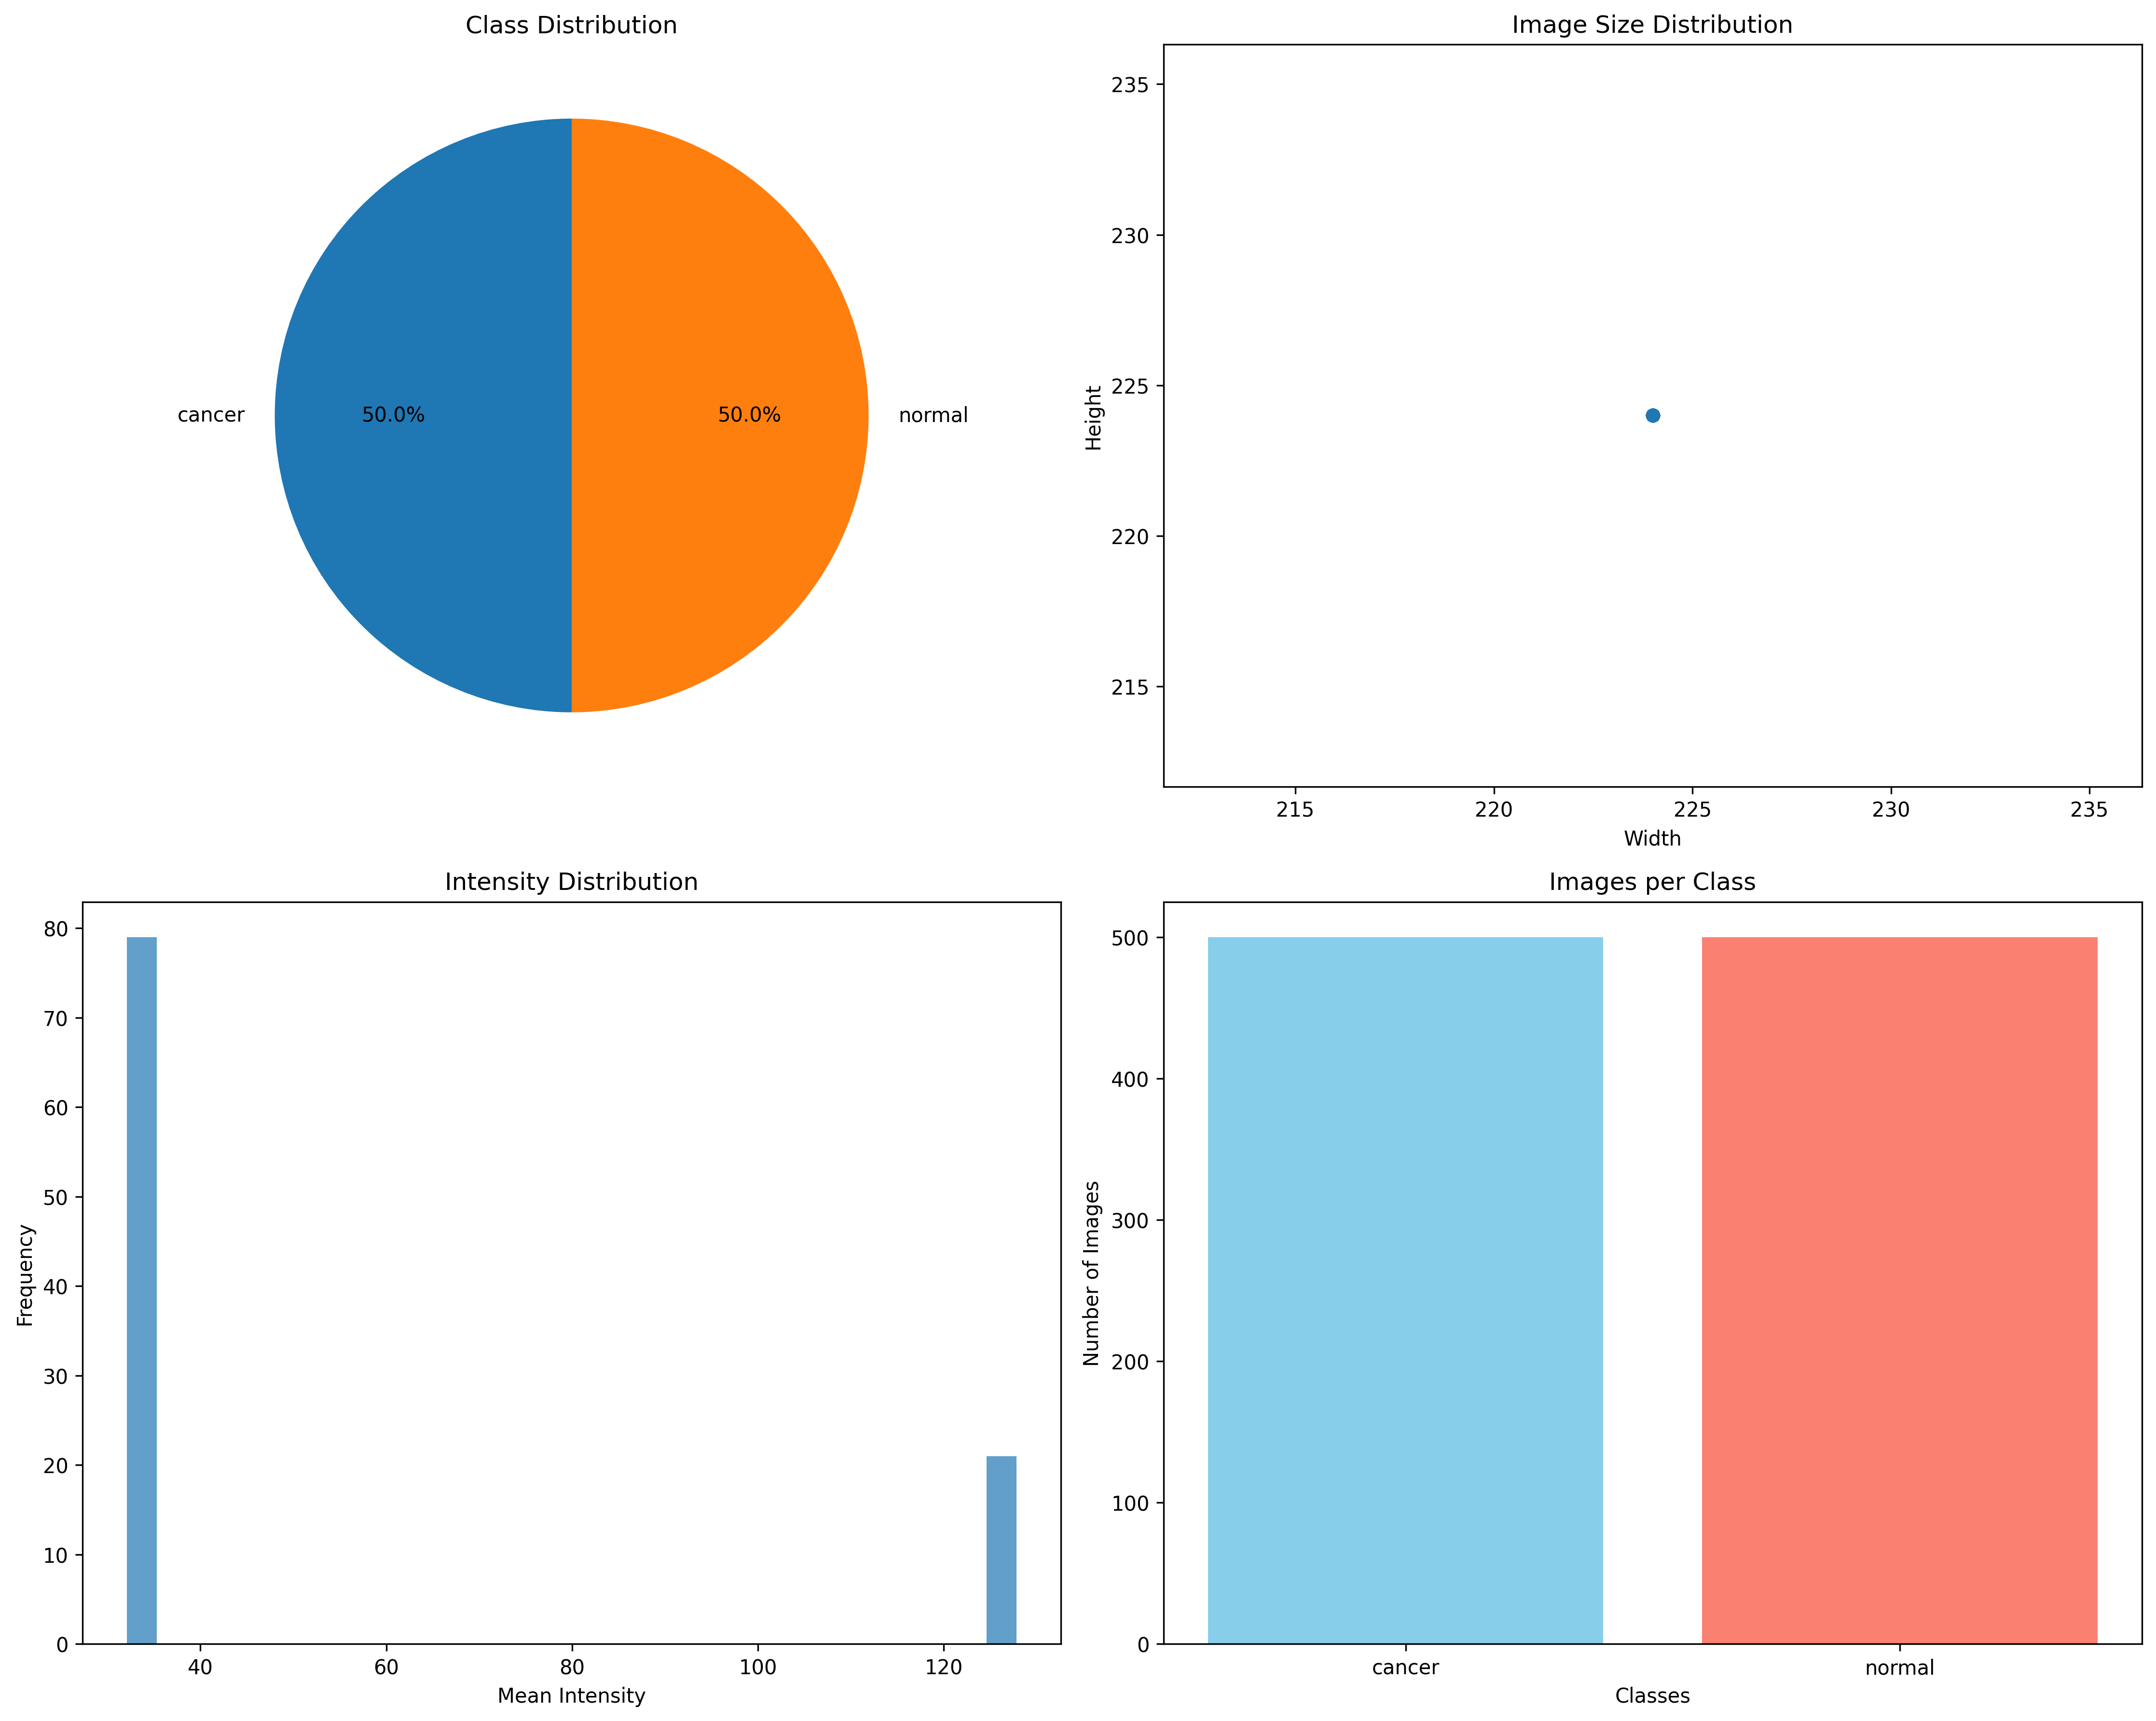 Class Distribution
cancer
50.0%
50.0%
normal
Image Size Distribution
235
230
225
220
215
Height
215
220
225
230
235
Width
Intensity Distribution
80
70
60
50
40
30
20
10
0
Frequency
40
60
80
100
120
Mean Intensity
Images per Class
500
400
300
200
100
0
Number of Images
cancer
normal
Classes